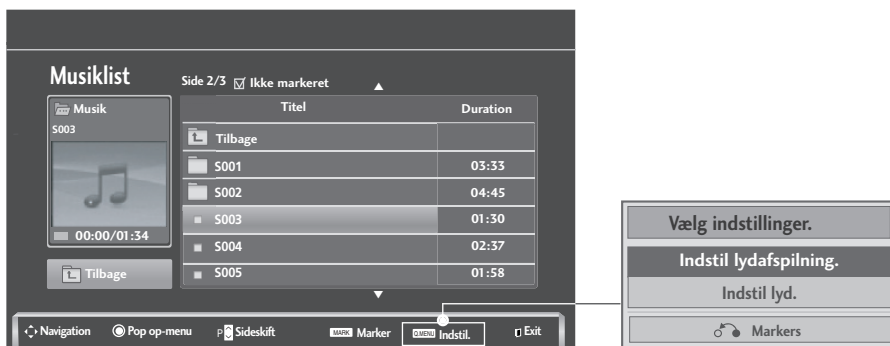 Musiklist
Side 2/3 Ikke markeret
Musik
S003
00:00/01:34
Tilbage
Titel Duration
Tilbage
S001 03:33
S002 04:45
S003 01:30
S004 02:37
S005 01:58
Navigation Pop op-menu P Sideskift MARK Marker Q.MENU Indstil. Exit
Vælg indstillinger.
Indstil lydafspilning.
Indstil lyd.
Markers